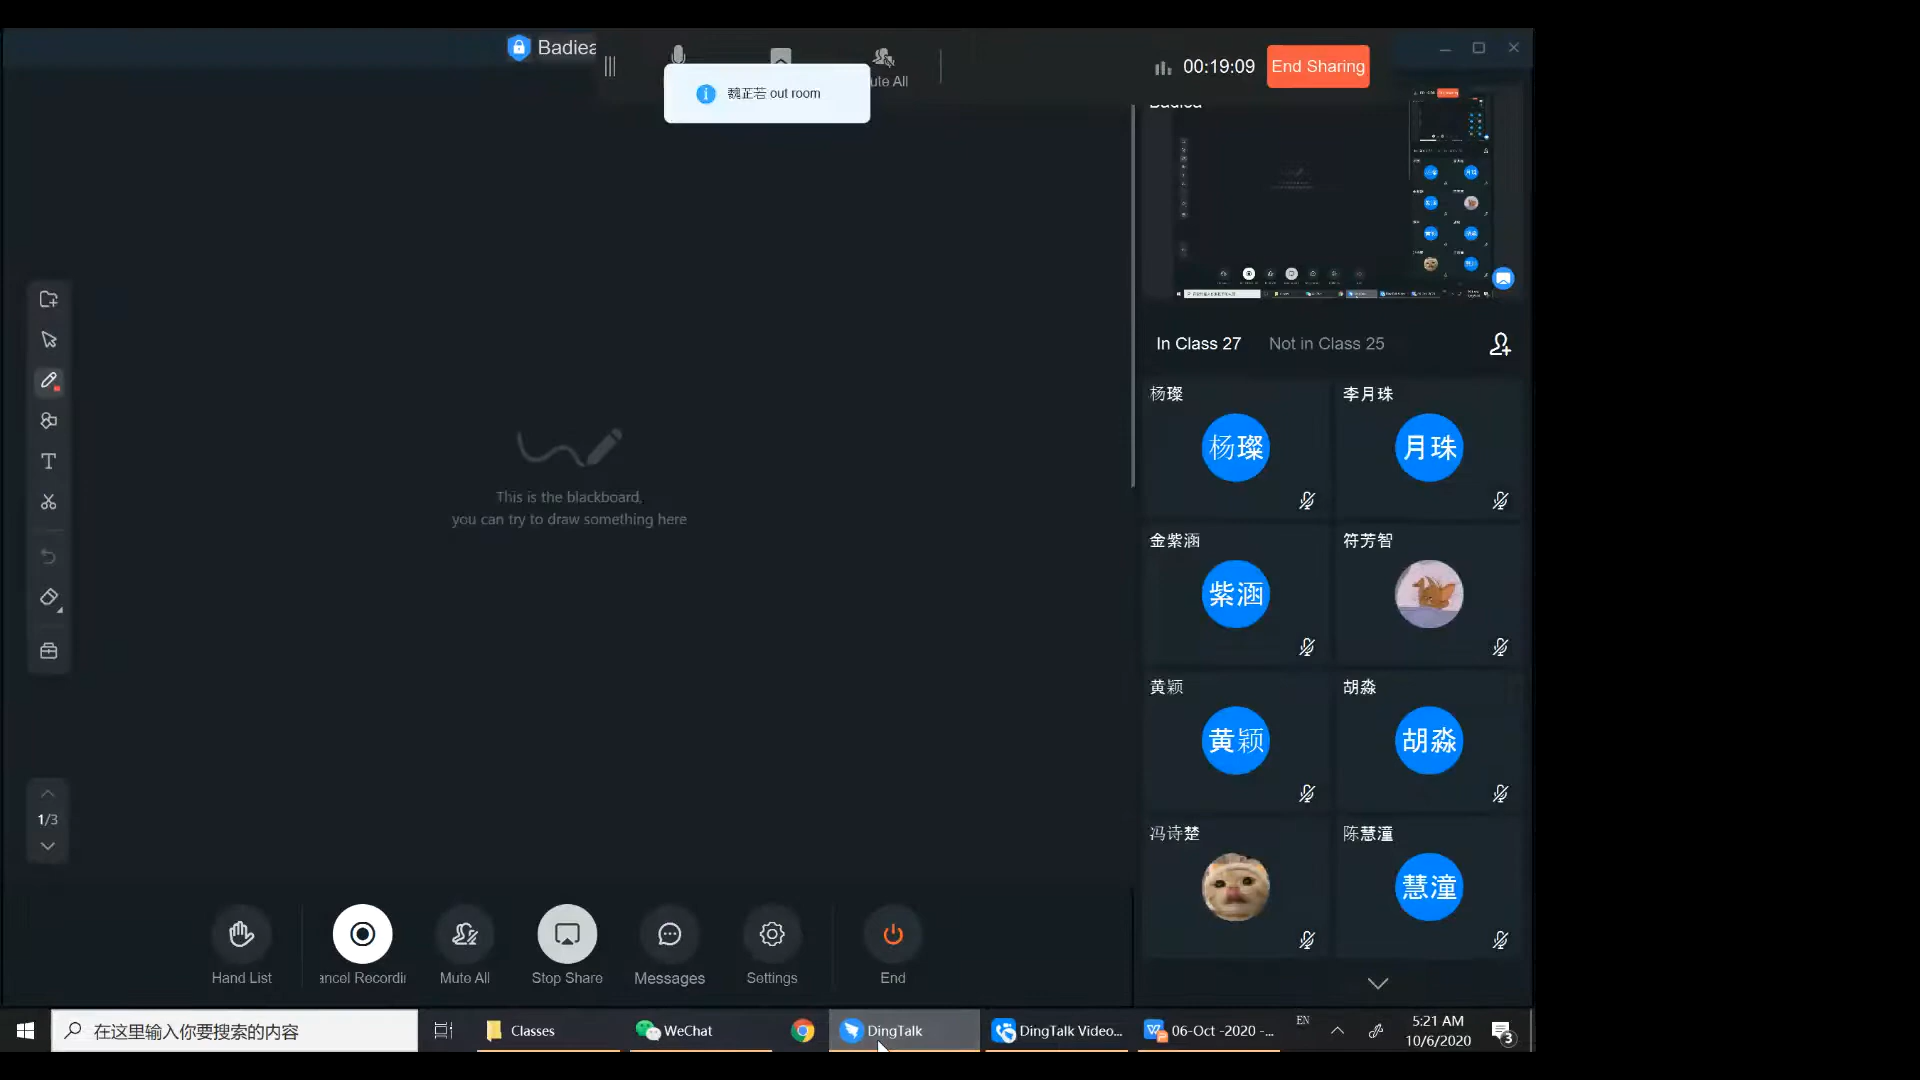 Badiea
ute All
00:19:09
End Sharing
魏芷若 out room
Badiea
In Class 27
Not in Class 25
杨璨
李月珠
杨璨
月珠
金紫涵
符芳智
紫涵
黄颖
胡淼
黄颖
胡淼
冯诗楚
陈慧潼
慧潼
This is the blackboard,
you can try to draw something here
1/3
Hand List
ancel Recordin
Mute All
Stop Share
Messages
Settings
End
在这里输入你要搜索的内容
Classes
WeChat
DingTalk
DingTalk Video...
06-Oct -2020 -...
EN
5:21 AM
10/6/2020
3